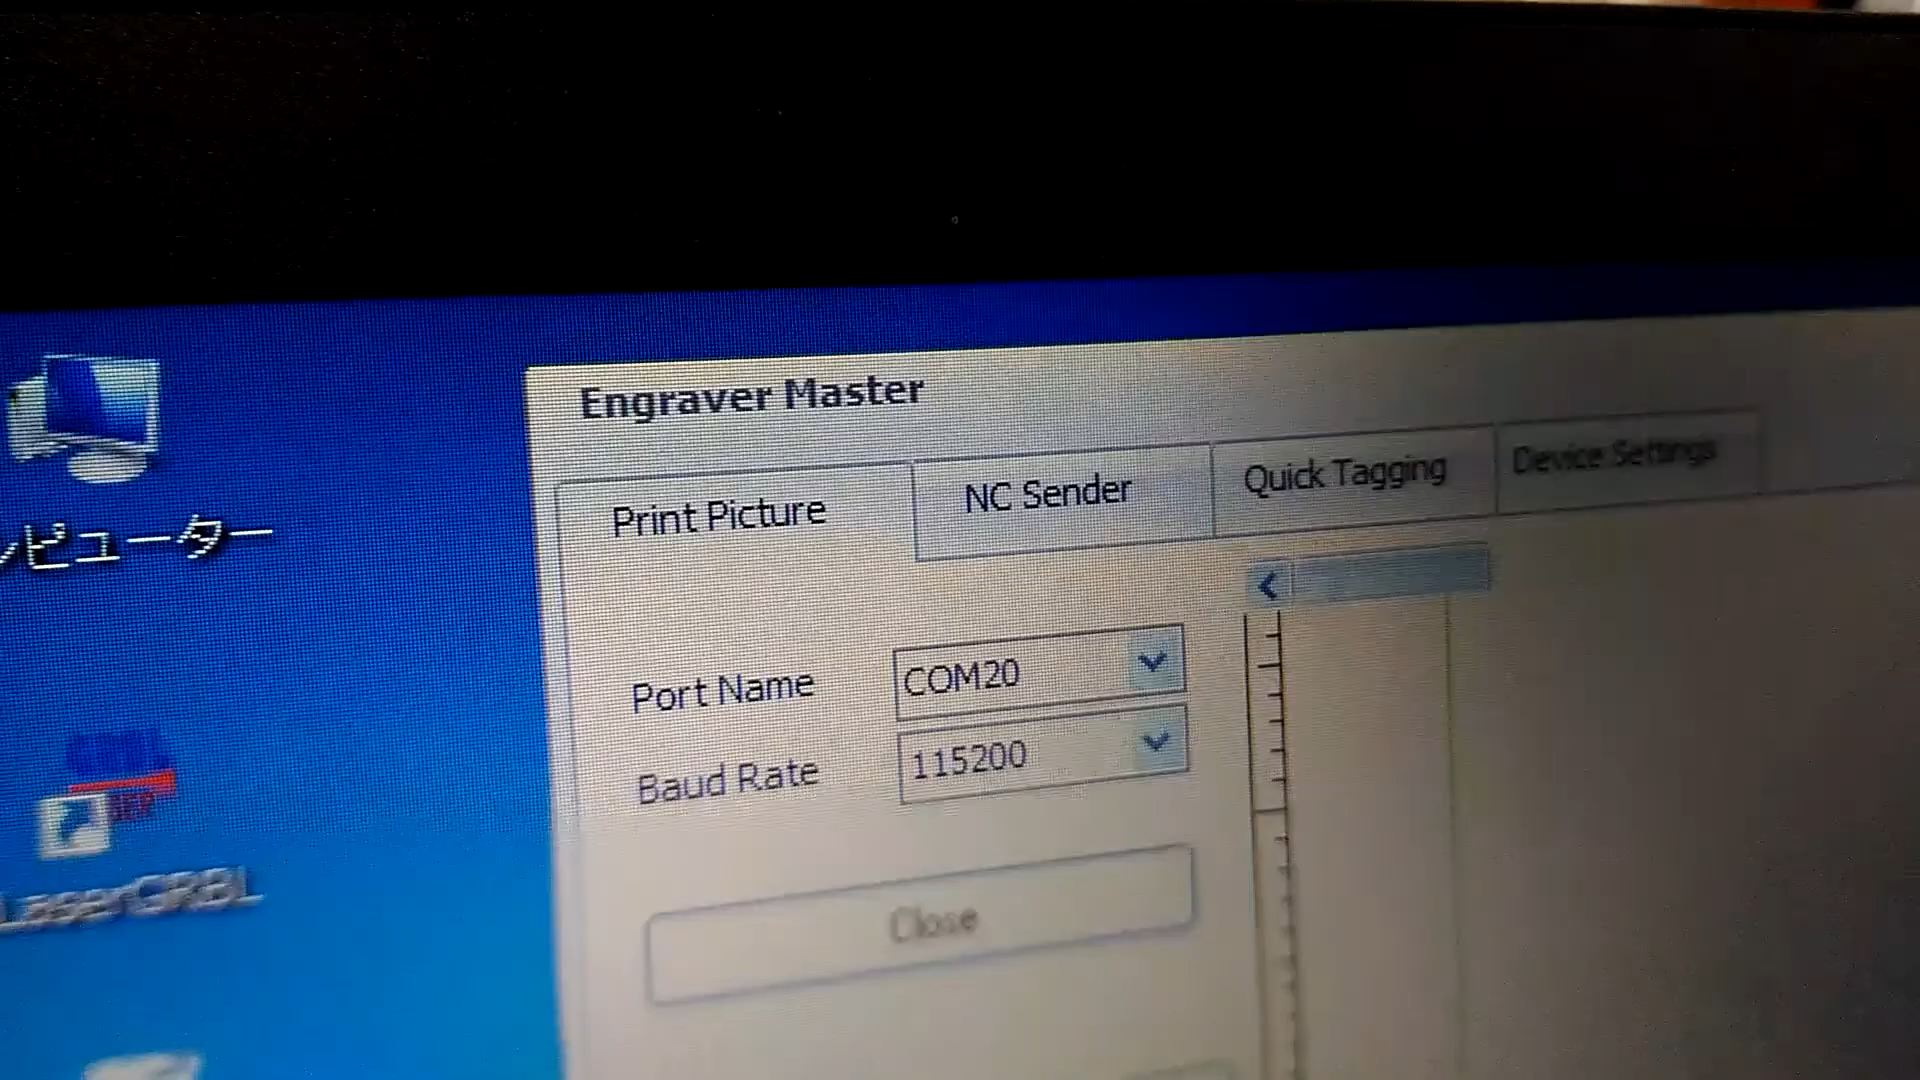 Engraver Master
Print Picture
NC Sender
Quick Tagging
Device Settings
ピューター
Port Name
COM20
Baud Rate
115200
LaserGRBL
Close